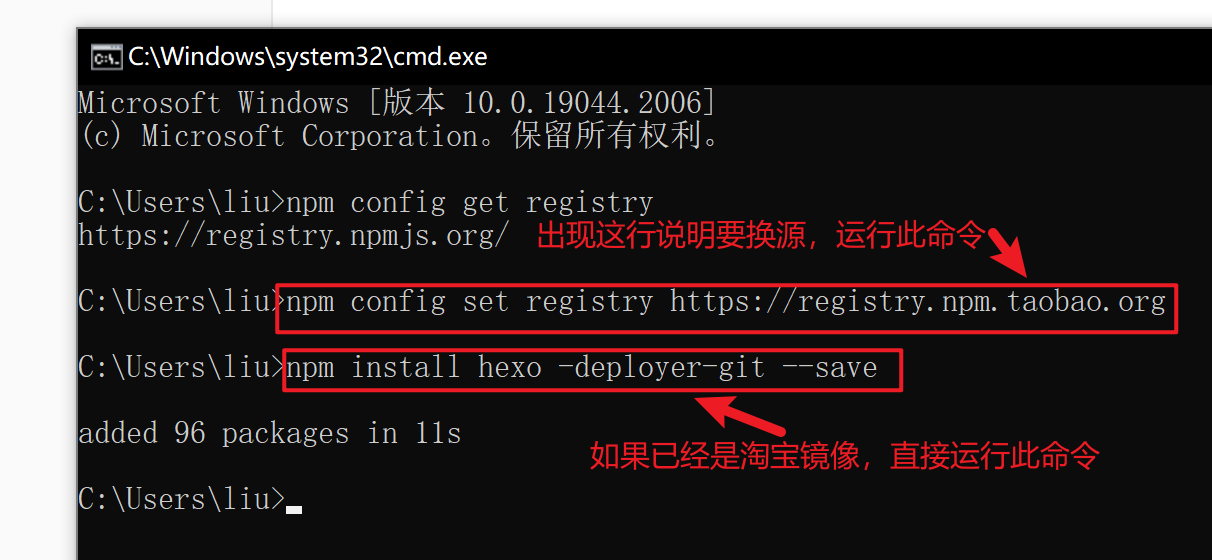 C:\Windows\system32\cmd.exe
Microsoft Windows [版本 10.0.19044.2006]
(c) Microsoft Corporation。保留所有权利。
C:\Users\liu>npm config get registry
https://registry.npmjs.org/ 出现这行说明要换源，运行此命令
C:\Users\liu>npm config set registry https://registry.npm.taobao.org
C:\Users\liu>npm install hexo -deployer-git --save
added 96 packages in 11s
如果已经是淘宝镜像，直接运行此命令
C:\Users\liu>